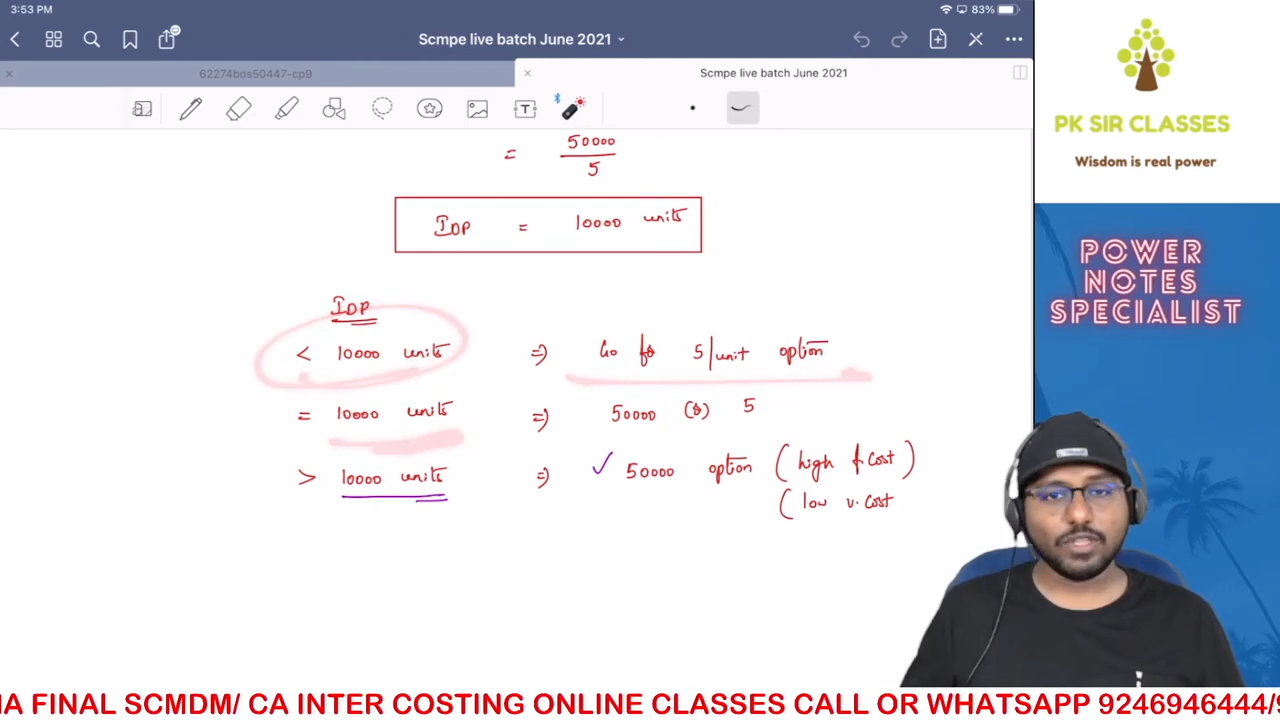 3:53 PM
83%
Scmpe live batch June 2021
62274bos50447-cp9
Scmpe live batch June 2021
= 50000
5
IDP = 10000 units
IDP
< 10000 units => Go for 5/unit option
= 10000 units => 50000 (or) 5
> 10000 units => ✓ 50000 option (high f.cost)
(low v.cost
PK SIR CLASSES
Wisdom is real power
POWER
NOTES
SPECIALIST
FINAL SCMDM/ CA INTER COSTING ONLINE CLASSES CALL OR WHATSAPP 9246946444/